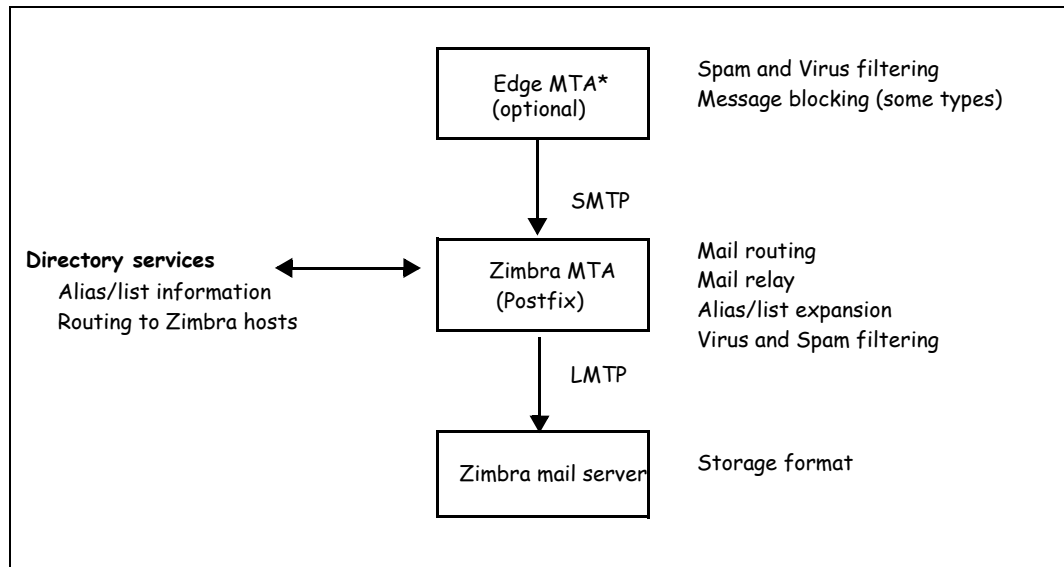 Edge MTA*
(optional)
Spam and Virus filtering
Message blocking (some types)
SMTP
Directory services
Alias/list information
Routing to Zimbra hosts
Zimbra MTA
(Postfix)
Mail routing
Mail relay
Alias/list expansion
Virus and Spam filtering
LMTP
Zimbra mail server
Storage format